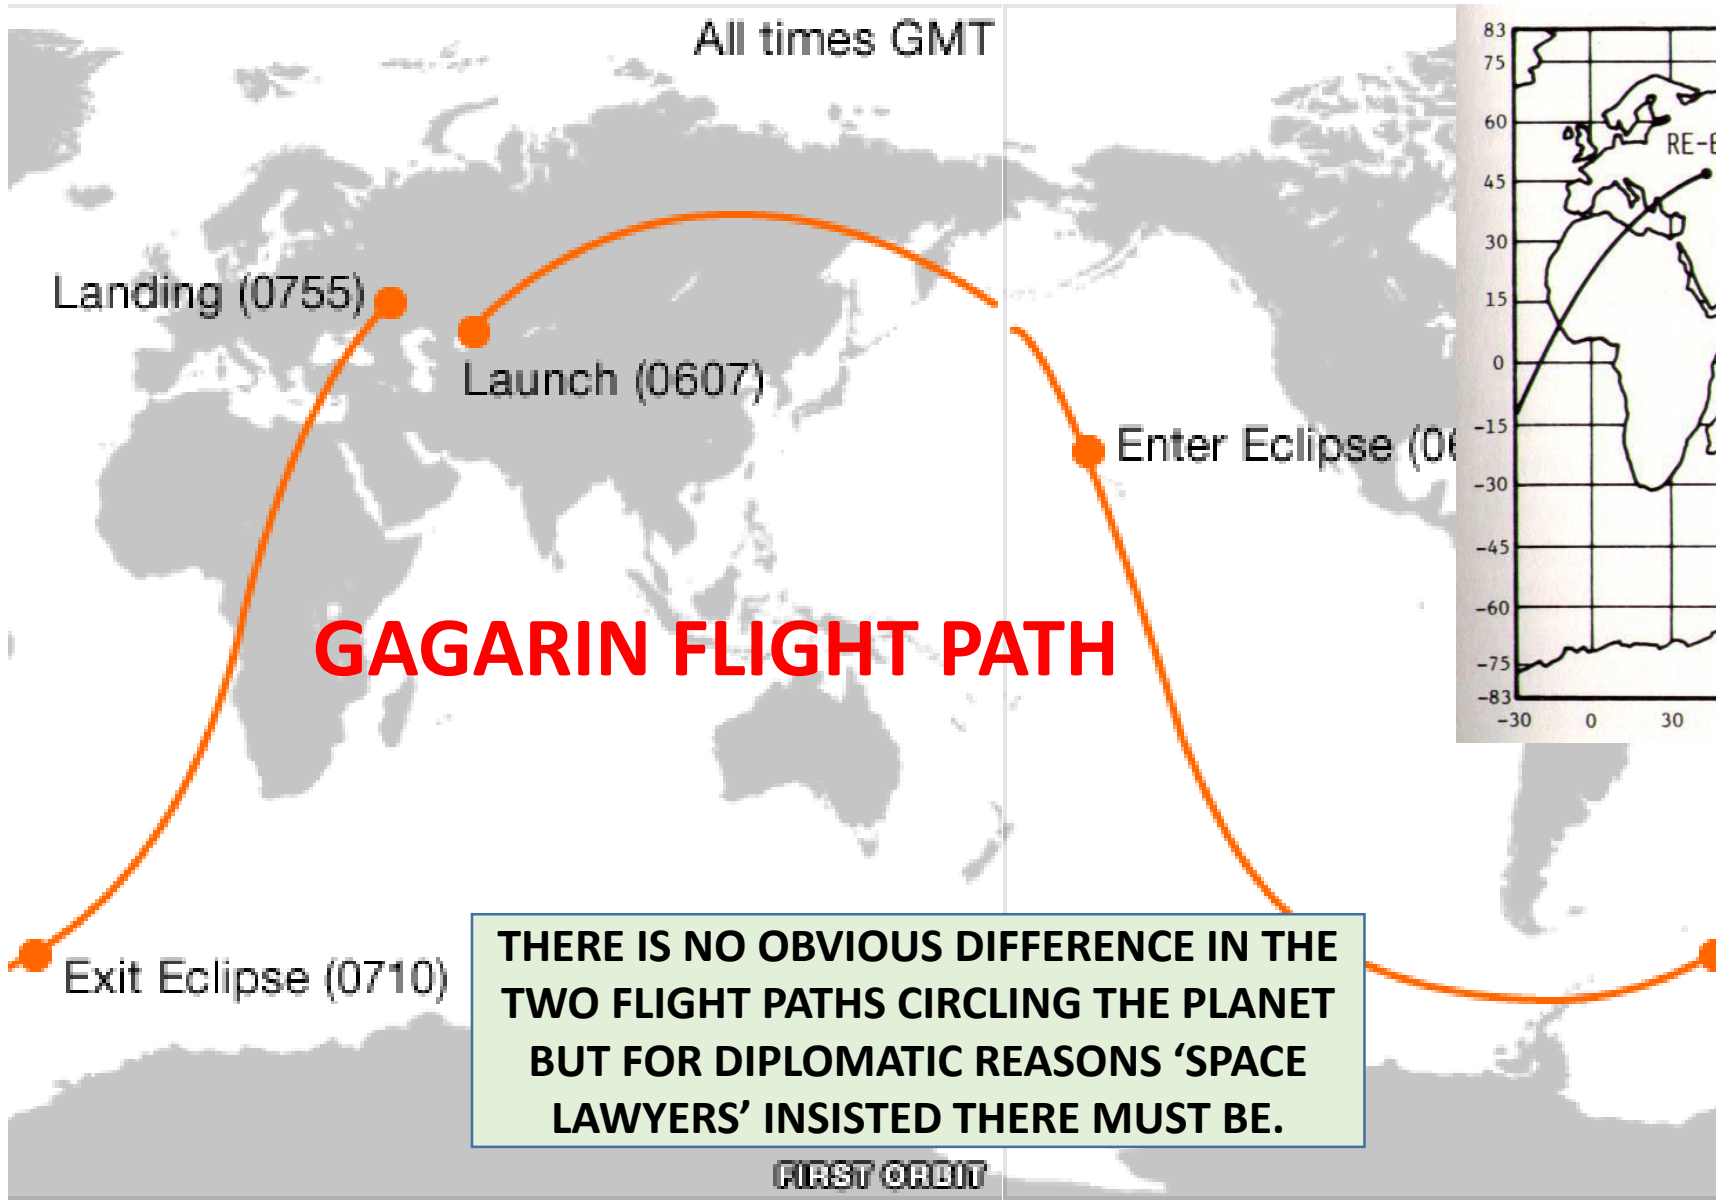 All times GMT
Landing (0755)
Launch (0607)
Enter Eclipse (06
GAGARIN FLIGHT PATH
Exit Eclipse (0710)
THERE IS NO OBVIOUS DIFFERENCE IN THE
TWO FLIGHT PATHS CIRCLING THE PLANET
BUT FOR DIPLOMATIC REASONS ‘SPACE
LAWYERS’ INSISTED THERE MUST BE.
FIRST ORBIT
83
75
60
RE-E
45
30
15
0
-15
-30
-45
-60
-75
-83
-30 0 30